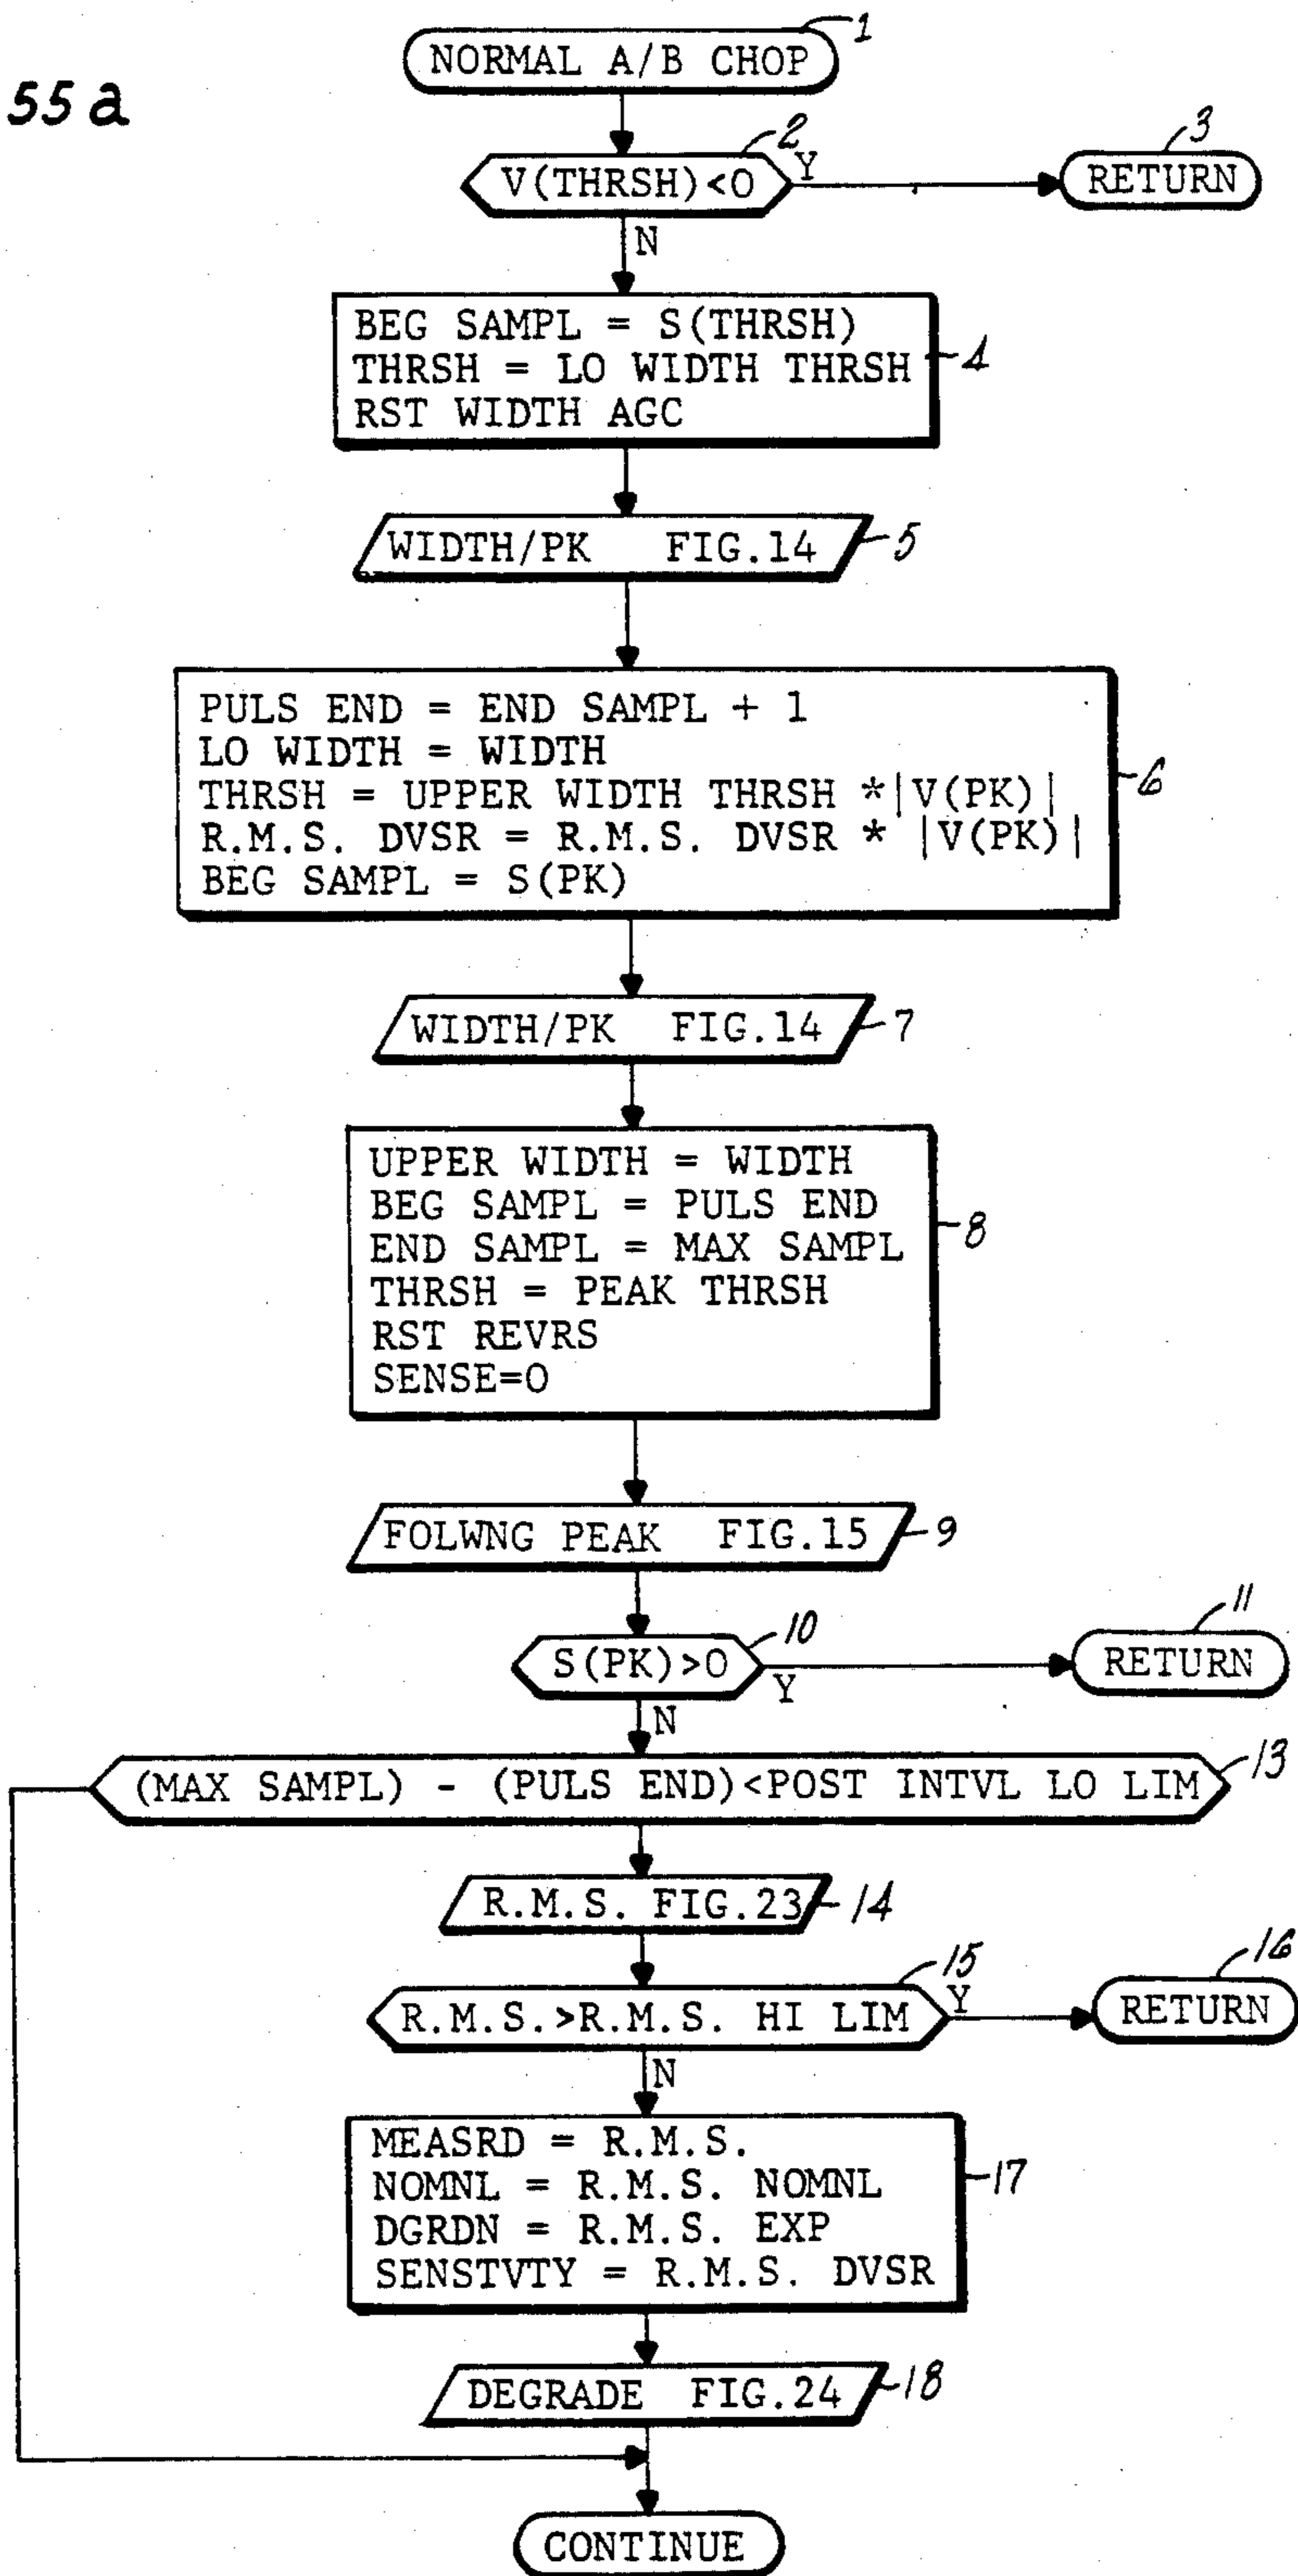 55a
NORMAL A/B CHOP
1
V(THRSH)<0
2
Y
RETURN
3
N
BEG SAMPL = S(THRSH)
THRSH = LO WIDTH THRSH
RST WIDTH AGC
4
WIDTH/PK FIG.14
5
PULS END = END SAMPL + 1
LO WIDTH = WIDTH
THRSH = UPPER WIDTH THRSH *|V(PK)|
R.M.S. DVSR = R.M.S. DVSR * |V(PK)|
BEG SAMPL = S(PK)
6
WIDTH/PK FIG.14
7
UPPER WIDTH = WIDTH
BEG SAMPL = PULS END
END SAMPL = MAX SAMPL
THRSH = PEAK THRSH
RST REVRS
SENSE=0
8
FOLWNG PEAK FIG.15
9
S(PK)>0
10
Y
RETURN
11
N
(MAX SAMPL) - (PULS END)<POST INTVL LO LIM
13
R.M.S. FIG.23
14
R.M.S.>R.M.S. HI LIM
15
Y
RETURN
16
N
MEASRD = R.M.S.
NOMNL = R.M.S. NOMNL
DGRDN = R.M.S. EXP
SENSTVTY = R.M.S. DVSR
17
DEGRADE FIG.24
18
CONTINUE